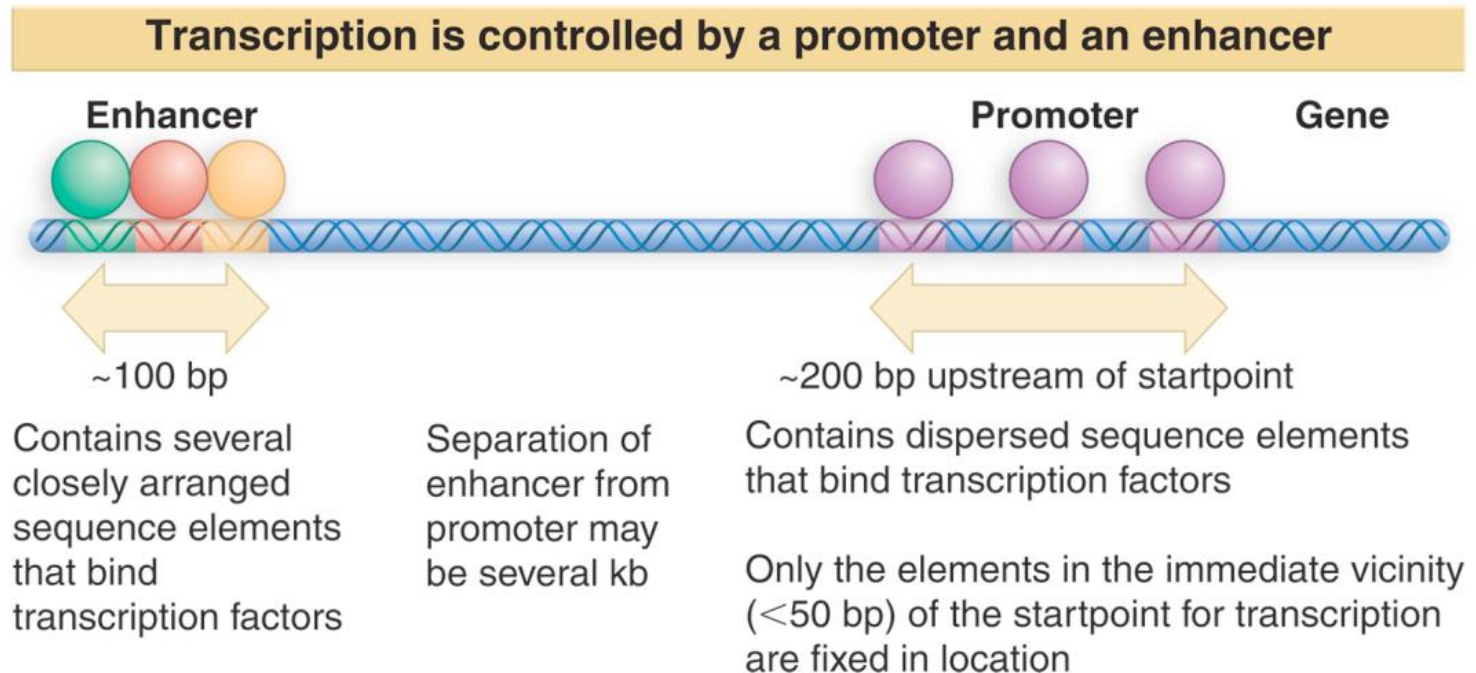 Transcription is controlled by a promoter and an enhancer
Enhancer
Promoter
Gene
~100 bp
~200 bp upstream of startpoint
Contains several
closely arranged
sequence elements
that bind
transcription factors
Separation of
enhancer from
promoter may
be several kb
Contains dispersed sequence elements
that bind transcription factors
Only the elements in the immediate vicinity
(<50 bp) of the startpoint for transcription
are fixed in location